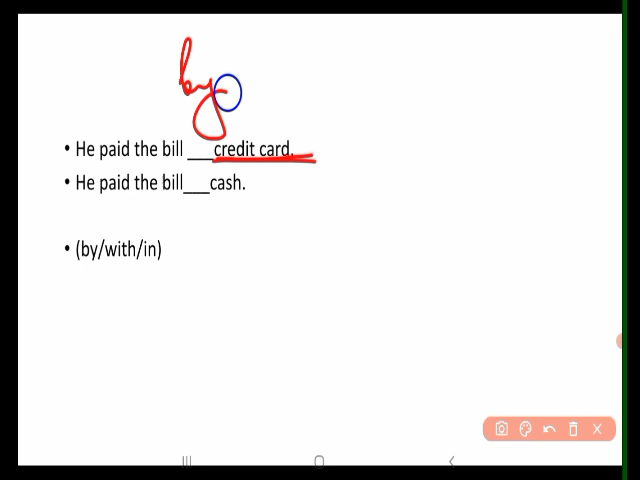 by
• He paid the bill ___credit card.
• He paid the bill___cash.
• (by/with/in)